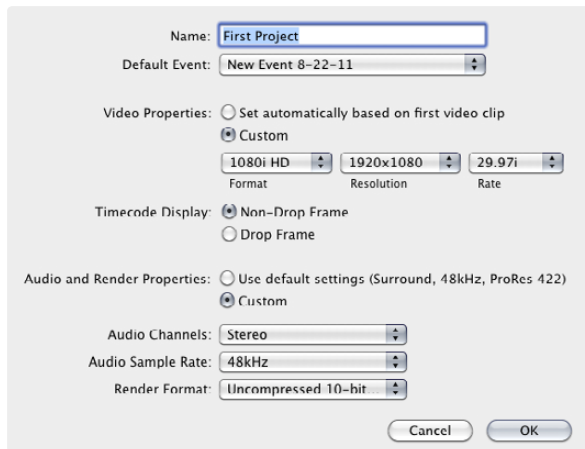 Name: First Project
Default Event: New Event 8-22-11
Video Properties: Set automatically based on first video clip
Custom
1080i HD 1920x1080 29.97i
Format Resolution Rate
Timecode Display: Non-Drop Frame
Drop Frame
Audio and Render Properties: Use default settings (Surround, 48kHz, ProRes 422)
Custom
Audio Channels: Stereo
Audio Sample Rate: 48kHz
Render Format: Uncompressed 10-bit...
Cancel OK